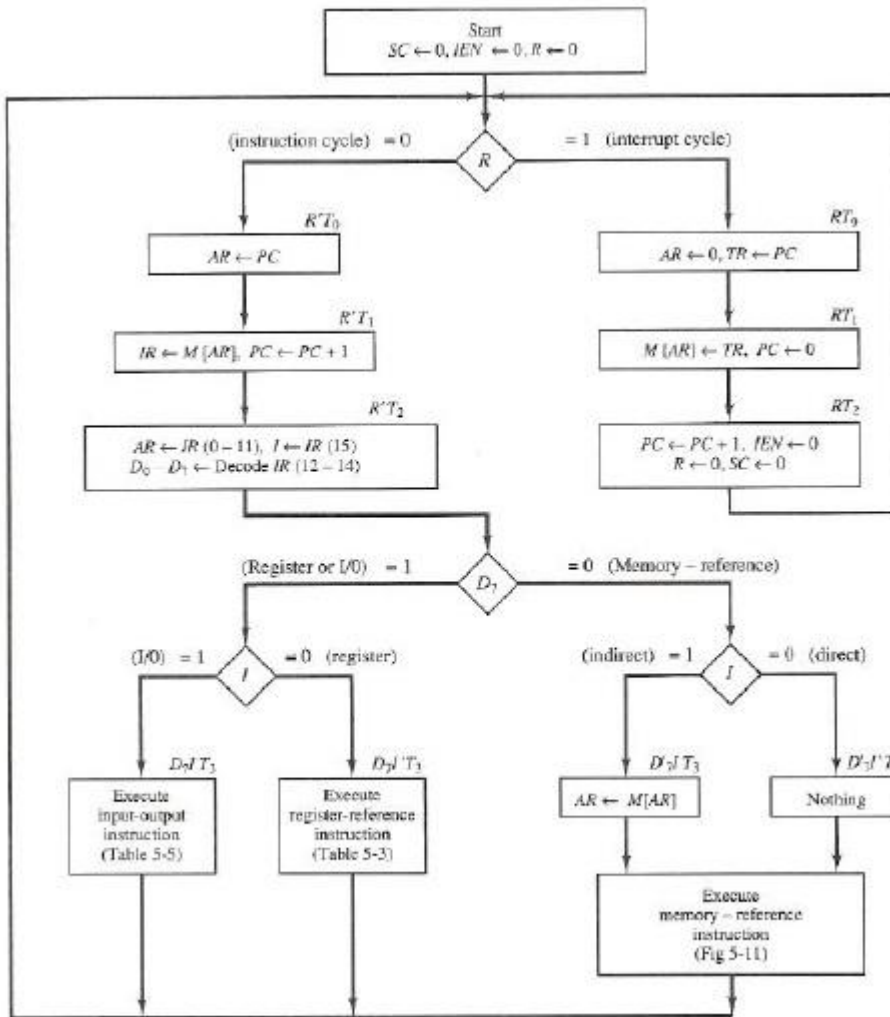 Start
SC ← 0, IEN ← 0, R ← 0
(instruction cycle) = 0
R
= 1 (interrupt cycle)
R'T₀
AR ← PC
RT₀
AR ← 0, TR ← PC
R'T₁
IR ← M [AR], PC ← PC + 1
RT₁
M [AR] ← TR, PC ← 0
R'T₂
AR ← IR (0 – 11), I ← IR (15)
D₀ – D₇ ← Decode IR (12 – 14)
RT₂
PC ← PC + 1, IEN ← 0
R ← 0, SC ← 0
(Register or I/0) = 1
D₇
= 0 (Memory – reference)
(I/0) = 1
I
= 0 (register)
(indirect) = 1
I
= 0 (direct)
D₇IT₃
Execute
input-output
instruction
(Table 5-5)
D₇I'T₃
Execute
register-reference
instruction
(Table 5-3)
D'₇IT₃
AR ← M[AR]
D'₇I'T
Nothing
Execute
memory – reference
instruction
(Fig 5-11)